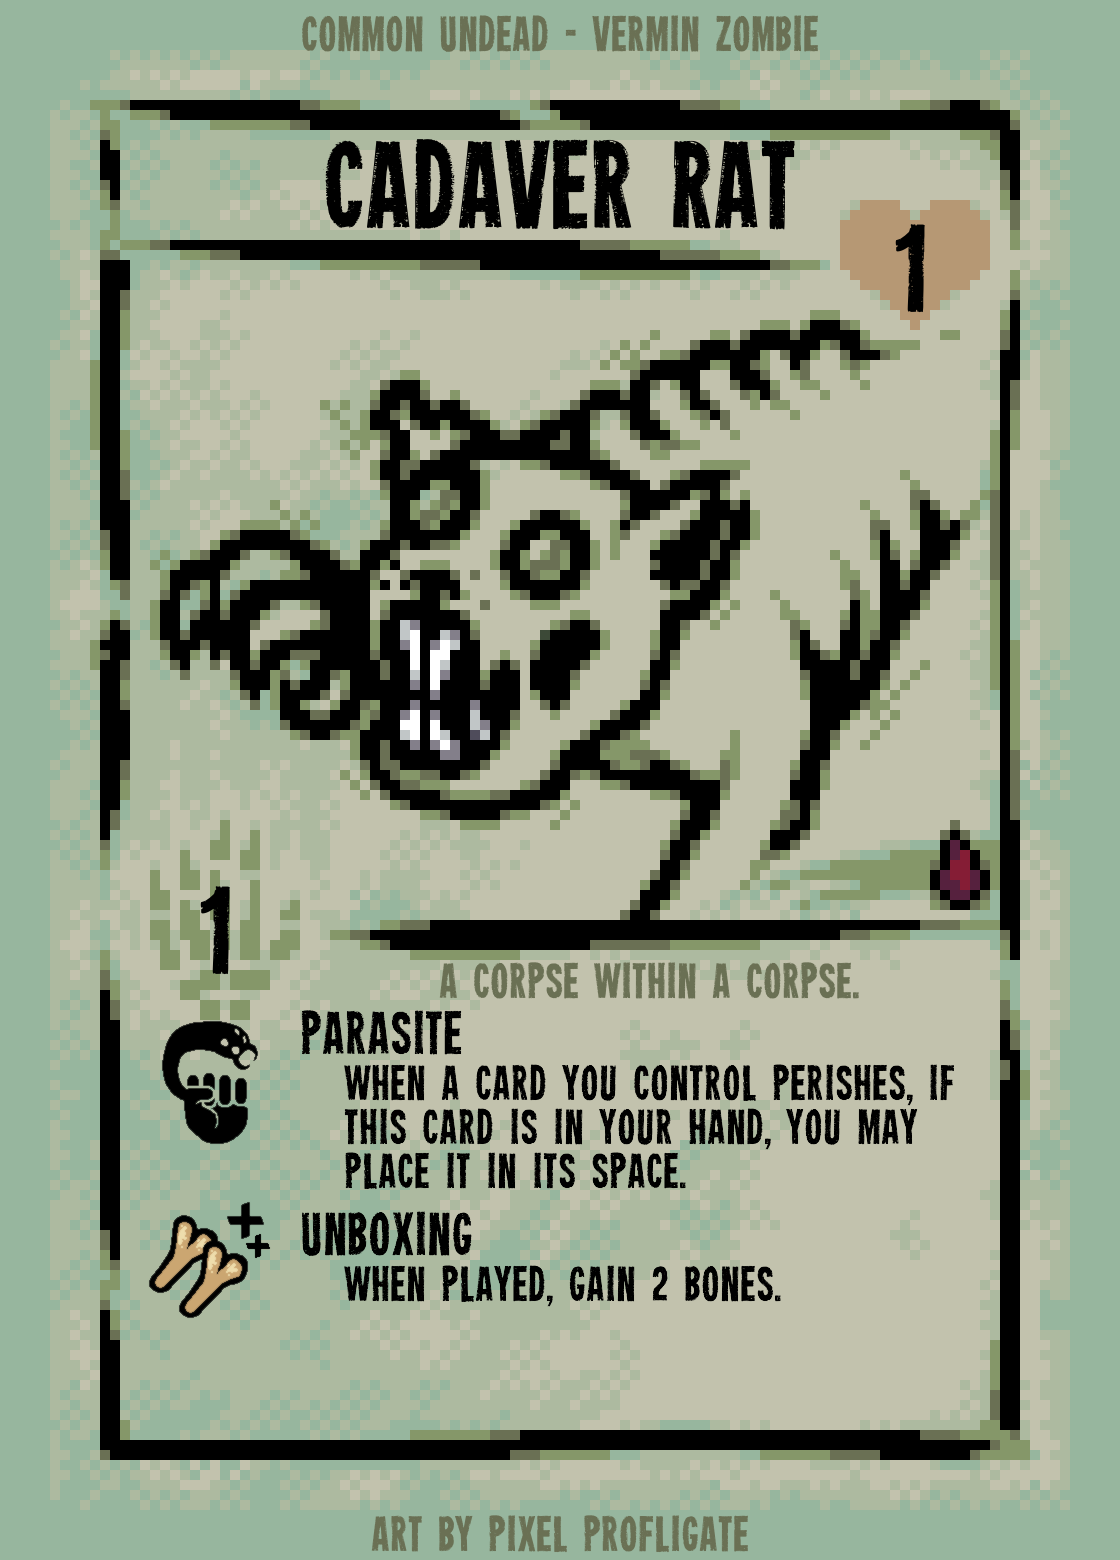 COMMON UNDEAD - VERMIN ZOMBIE
CADAVER RAT
1
1
A CORPSE WITHIN A CORPSE.
PARASITE
WHEN A CARD YOU CONTROL PERISHES, IF
THIS CARD IS IN YOUR HAND, YOU MAY
PLACE IT IN ITS SPACE.
UNBOXING
WHEN PLAYED, GAIN 2 BONES.
ART BY PIXEL PROFLIGATE